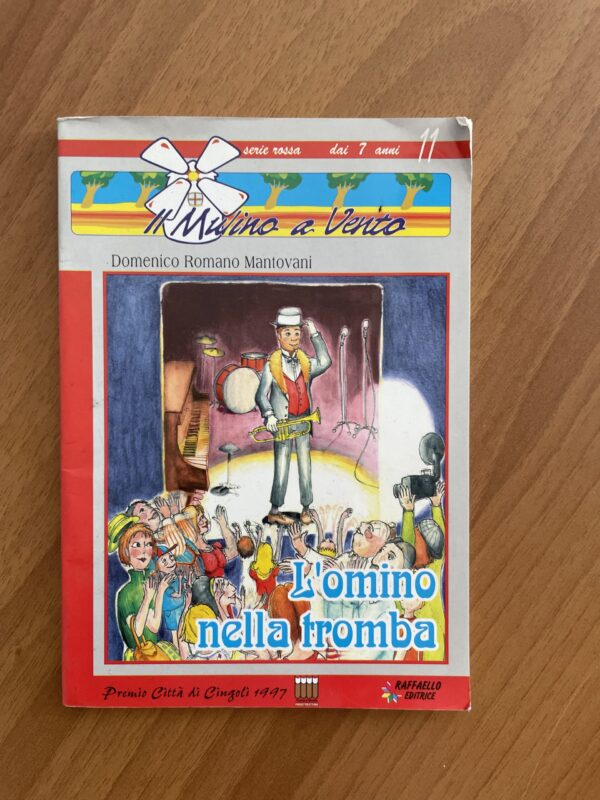 serie rossa dai 7 anni 11
Il Mulino a Vento
Domenico Romano Mantovani
L'omino
nella tromba
Premio Città di Cingoli 1997
RAFFAELLO
EDITRICE